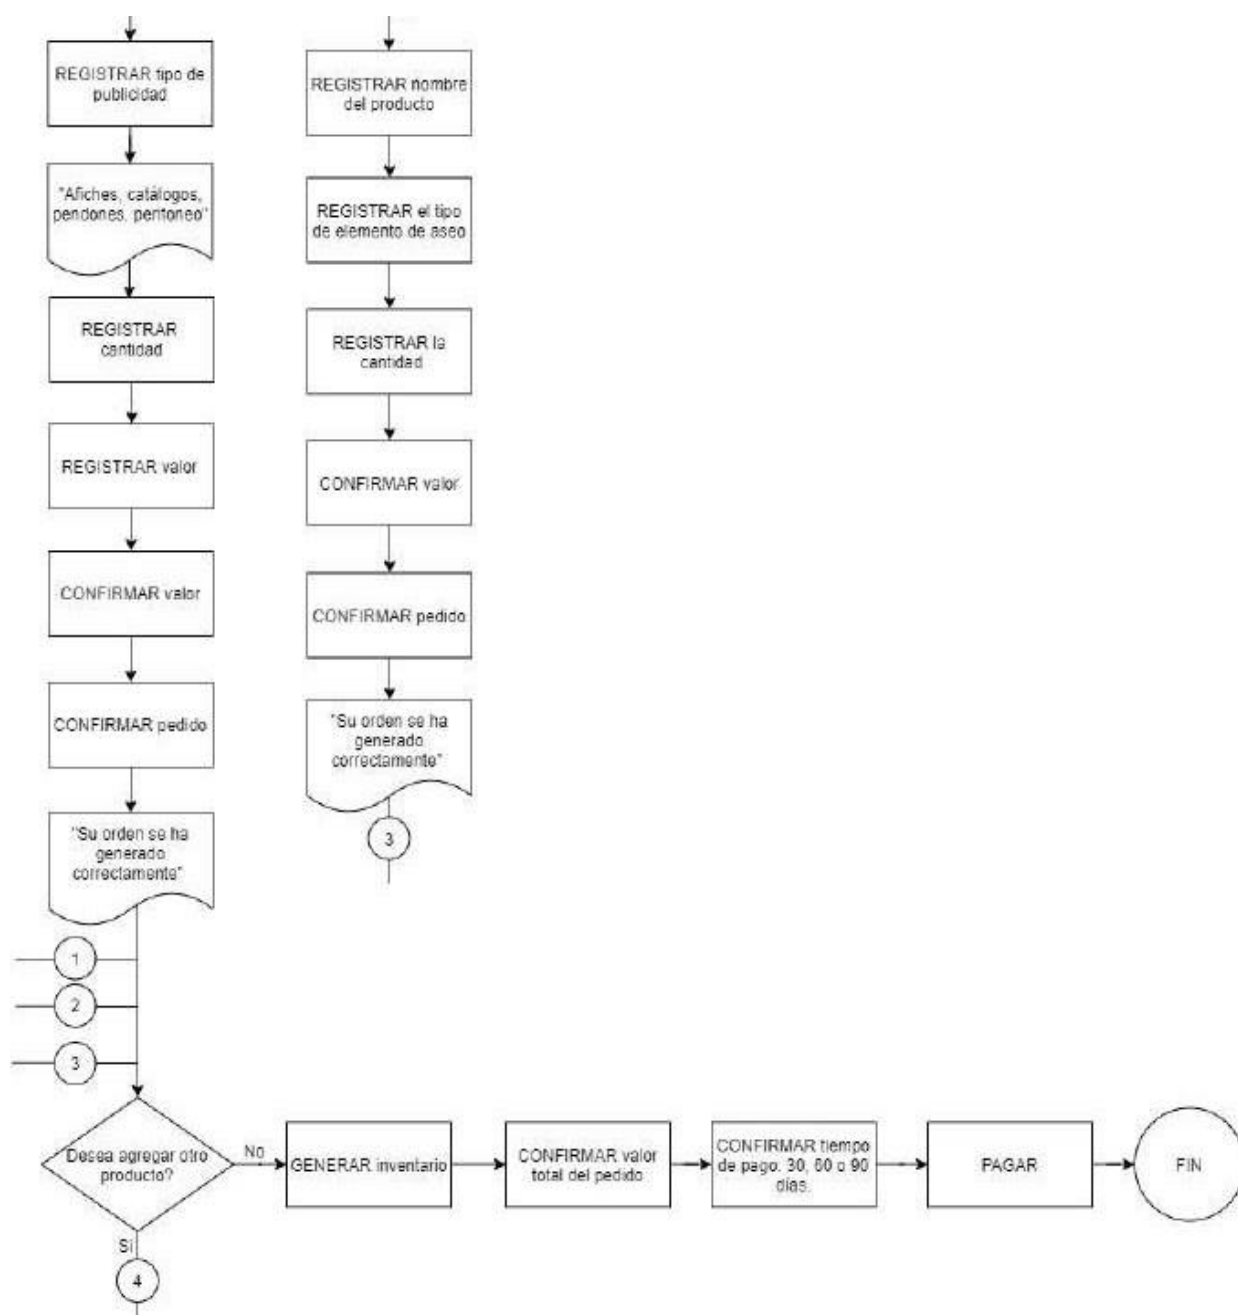 REGISTRAR tipo de
publicidad
"Afiches, catálogos,
pendones, peritoneo"
REGISTRAR
cantidad
REGISTRAR valor
CONFIRMAR valor
CONFIRMAR pedido
"Su orden se ha
generado
correctamente"
REGISTRAR nombre
del producto
REGISTRAR el tipo
de elemento de aseo
REGISTRAR la
cantidad
CONFIRMAR valor
CONFIRMAR pedido
"Su orden se ha
generado
correctamente"
3
1
2
3
Desea agregar otro
producto?
No
GENERAR inventario
CONFIRMAR valor
total del pedido
CONFIRMAR tiempo
de pago: 30, 60 o 90
días.
PAGAR
FIN
Si
4